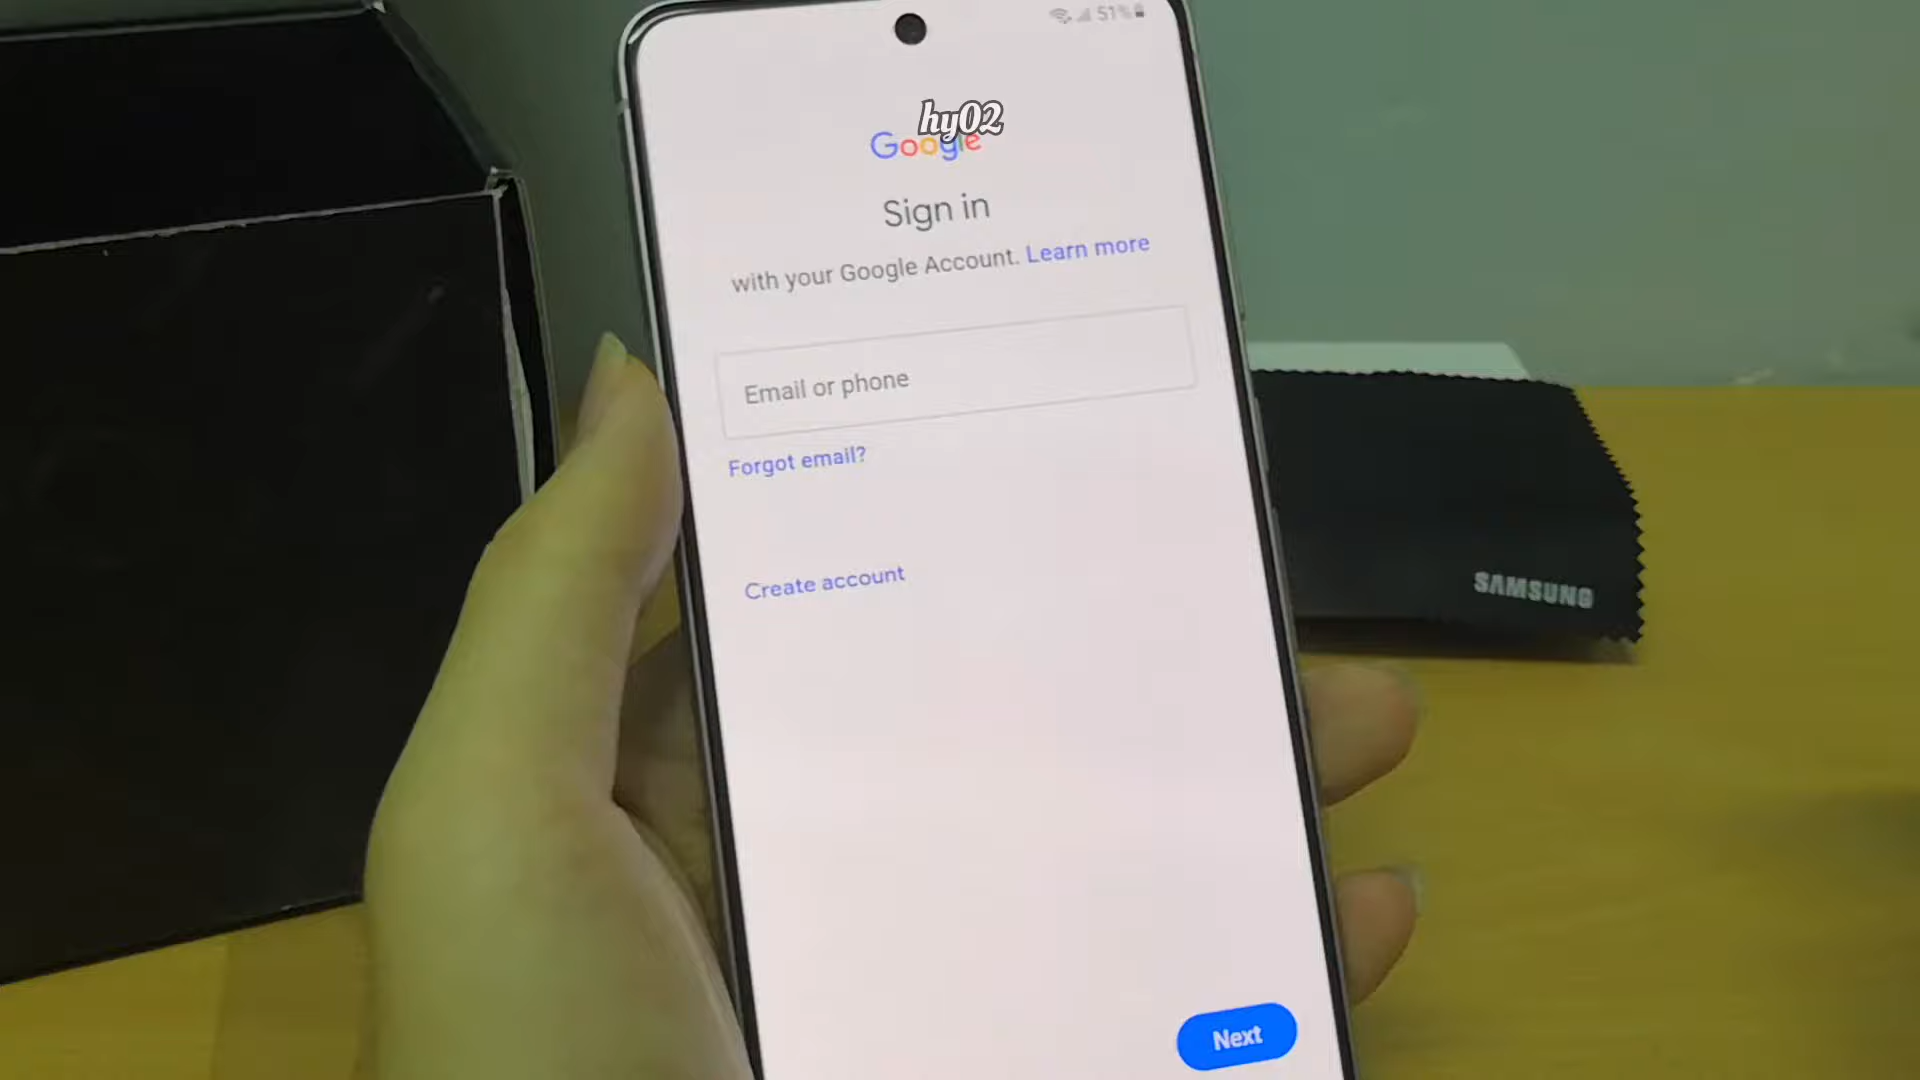 51%
hy02
Google
Sign in
with your Google Account. Learn more
Email or phone
Forgot email?
Create account
SAMSUNG
Next